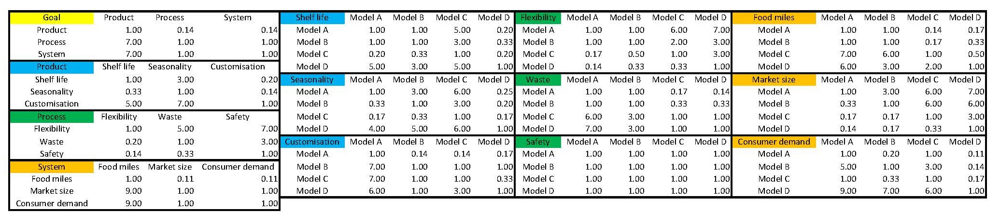 Goal Product Process System
Product 1.00 0.14 0.14
Process 7.00 1.00 1.00
System 7.00 1.00 1.00
Product Shelf life Seasonality Customisation
Shelf life 1.00 3.00 0.20
Seasonality 0.33 1.00 0.14
Customisation 5.00 7.00 1.00
Process Flexibility Waste Safety
Flexibility 1.00 5.00 7.00
Waste 0.20 1.00 3.00
Safety 0.14 0.33 1.00
System Food miles Market size Consumer demand
Food miles 1.00 0.11 0.11
Market size 9.00 1.00 1.00
Consumer demand 9.00 1.00 1.00
Shelf life Model A Model B Model C Model D
Model A 1.00 1.00 5.00 0.20
Model B 1.00 1.00 3.00 0.33
Model C 0.20 0.33 1.00 0.20
Model D 5.00 3.00 5.00 1.00
Seasonality Model A Model B Model C Model D
Model A 1.00 3.00 6.00 0.25
Model B 0.33 1.00 3.00 0.20
Model C 0.17 0.33 1.00 0.17
Model D 4.00 5.00 6.00 1.00
Customisation Model A Model B Model C Model D
Model A 1.00 0.14 0.14 0.17
Model B 7.00 1.00 1.00 1.00
Model C 7.00 1.00 1.00 0.33
Model D 6.00 1.00 3.00 1.00
Flexibility Model A Model B Model C Model D
Model A 1.00 1.00 6.00 7.00
Model B 1.00 1.00 2.00 3.00
Model C 0.17 0.50 1.00 3.00
Model D 0.14 0.33 0.33 1.00
Waste Model A Model B Model C Model D
Model A 1.00 1.00 0.17 0.14
Model B 1.00 1.00 0.33 0.33
Model C 6.00 3.00 1.00 1.00
Model D 7.00 3.00 1.00 1.00
Safety Model A Model B Model C Model D
Model A 1.00 1.00 1.00 1.00
Model B 1.00 1.00 1.00 1.00
Model C 1.00 1.00 1.00 1.00
Model D 1.00 1.00 1.00 1.00
Food miles Model A Model B Model C Model D
Model A 1.00 1.00 0.14 0.17
Model B 1.00 1.00 0.17 0.33
Model C 7.00 6.00 1.00 0.50
Model D 6.00 3.00 2.00 1.00
Market size Model A Model B Model C Model D
Model A 1.00 3.00 6.00 7.00
Model B 0.33 1.00 6.00 6.00
Model C 0.17 0.17 1.00 3.00
Model D 0.14 0.17 0.33 1.00
Consumer demand Model A Model B Model C Model D
Model A 1.00 0.20 1.00 0.11
Model B 5.00 1.00 3.00 0.14
Model C 1.00 0.33 1.00 0.17
Model D 9.00 7.00 6.00 1.00